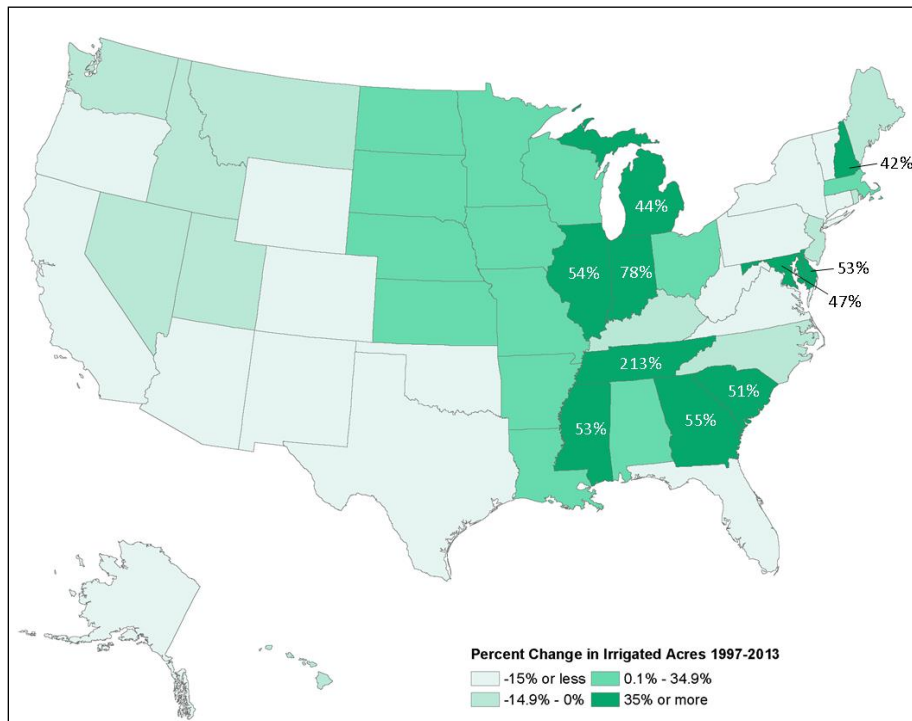 42%
44%
53%
54%
78%
47%
213%
51%
55%
53%
Percent Change in Irrigated Acres 1997-2013
-15% or less
0.1% - 34.9%
-14.9% - 0%
35% or more